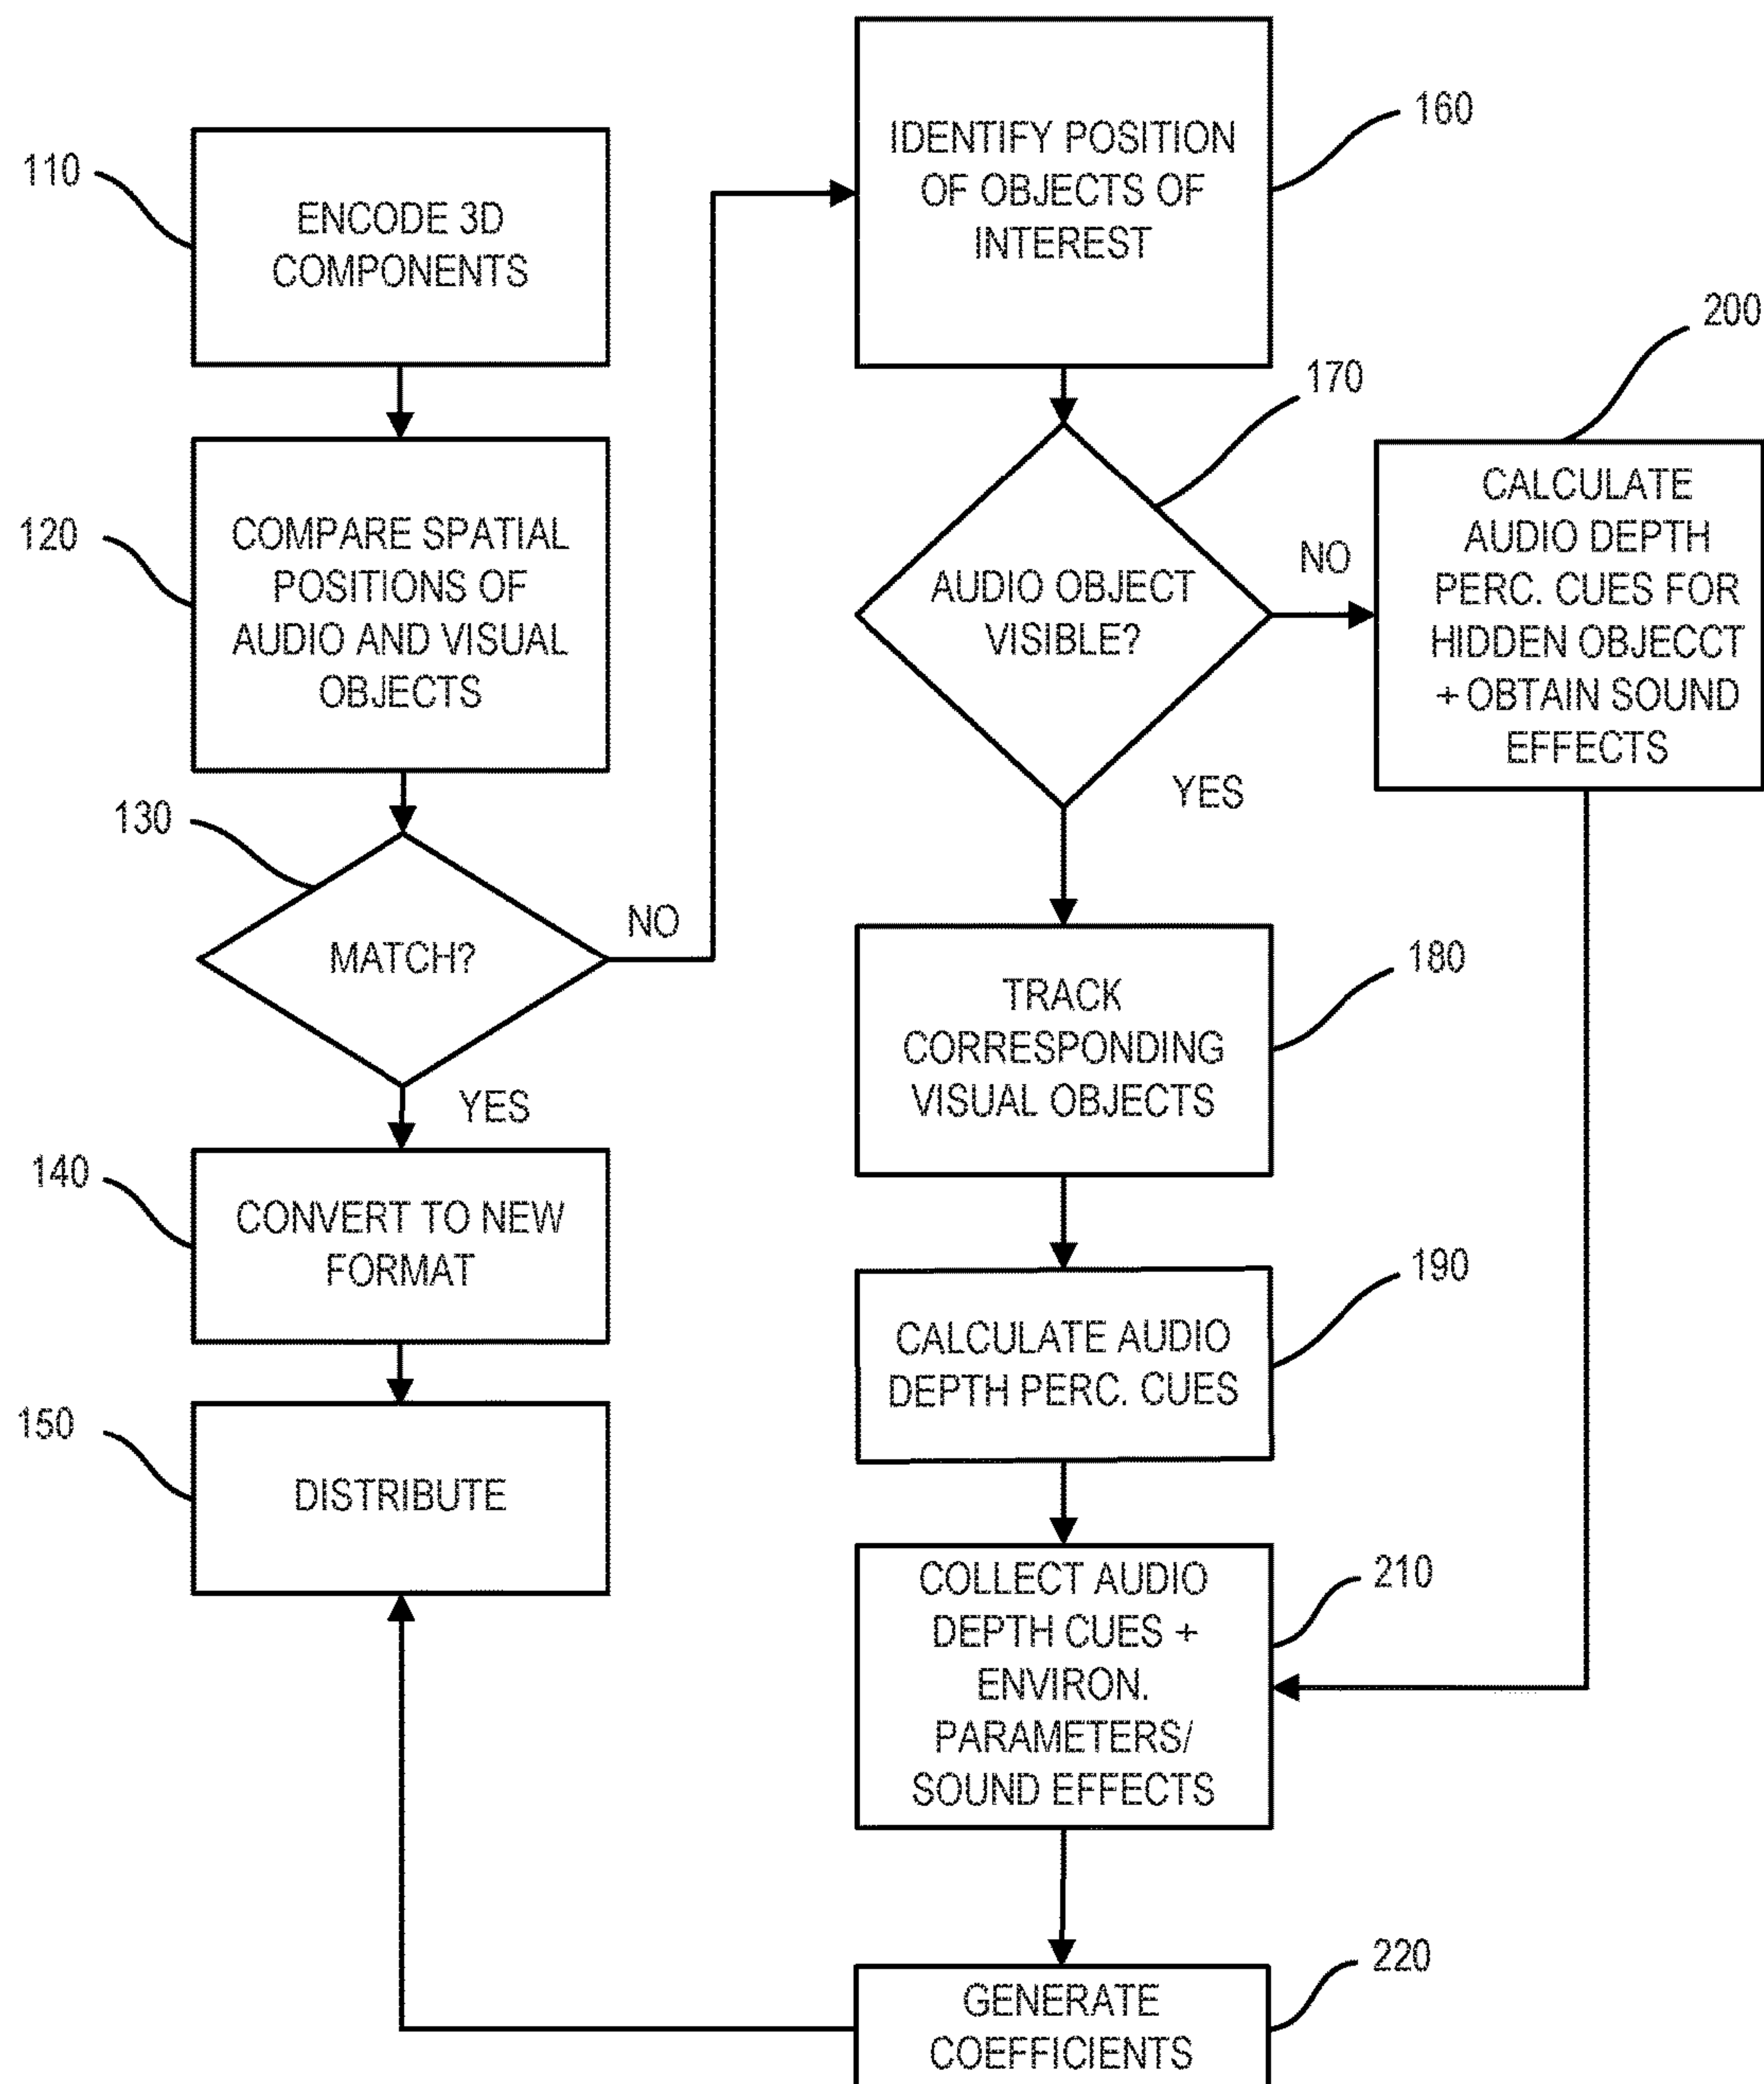 110
ENCODE 3D
COMPONENTS
120
COMPARE SPATIAL
POSITIONS OF
AUDIO AND VISUAL
OBJECTS
130
MATCH?
NO
YES
140
CONVERT TO NEW
FORMAT
150
DISTRIBUTE
160
IDENTIFY POSITION
OF OBJECTS OF
INTEREST
170
AUDIO OBJECT
VISIBLE?
NO
YES
200
CALCULATE
AUDIO DEPTH
PERC. CUES FOR
HIDDEN OBJECCT
+ OBTAIN SOUND
EFFECTS
180
TRACK
CORRESPONDING
VISUAL OBJECTS
190
CALCULATE AUDIO
DEPTH PERC. CUES
210
COLLECT AUDIO
DEPTH CUES +
ENVIRON.
PARAMETERS/
SOUND EFFECTS
220
GENERATE
COEFFICIENTS